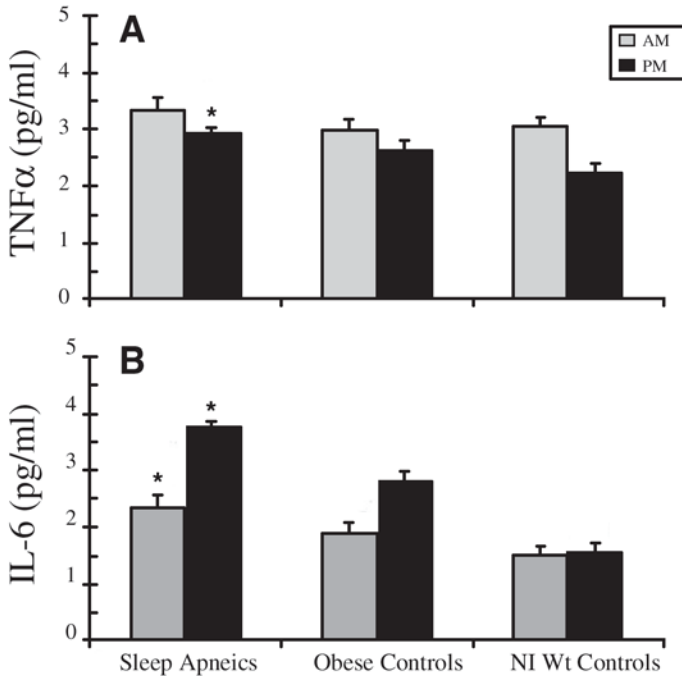 A
AM
PM
TNFα (pg/ml)
5
4
3
2
1
0
*
B
IL-6 (pg/ml)
5
4
3
2
1
0
*
*
Sleep Apneics
Obese Controls
NI Wt Controls